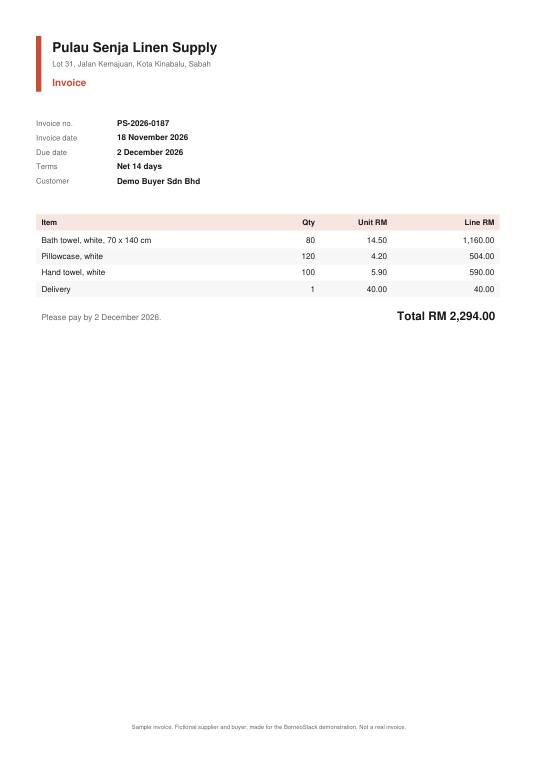 Pulau Senja Linen Supply
Lot 31, Jalan Kemajuan, Kota Kinabalu, Sabah
Invoice
Invoice no. PS-2026-0187
Invoice date 18 November 2026
Due date 2 December 2026
Terms Net 14 days
Customer Demo Buyer Sdn Bhd
Item Qty Unit RM Line RM
Bath towel, white, 70 x 140 cm 80 14.50 1,160.00
Pillowcase, white 120 4.20 504.00
Hand towel, white 100 5.90 590.00
Delivery 1 40.00 40.00
Please pay by 2 December 2026. Total RM 2,294.00
Sample invoice. Fictional supplier and buyer, made for the BorneoStack demonstration. Not a real invoice.